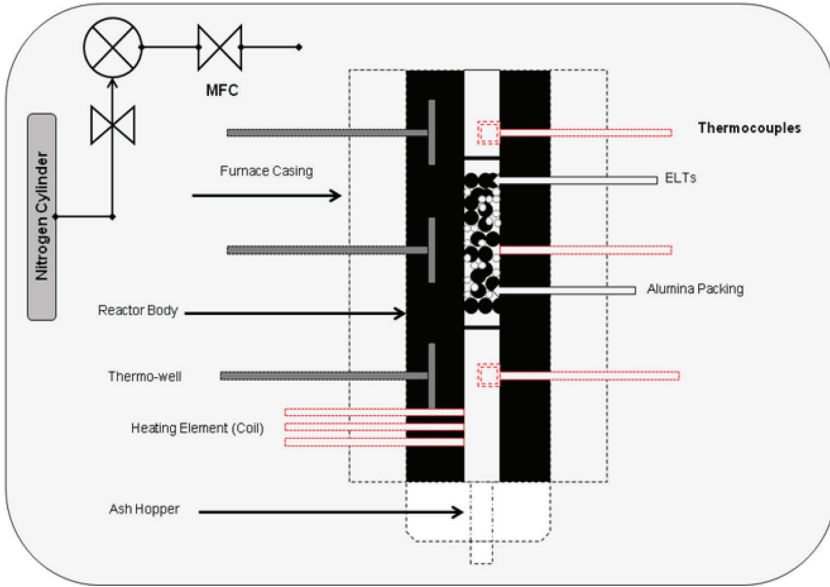 MFC
Thermocouples
Furnace Casing
ELTs
Nitrogen Cylinder
Alumina Packing
Reactor Body
Thermo-well
Heating Element (Coil)
Ash Hopper